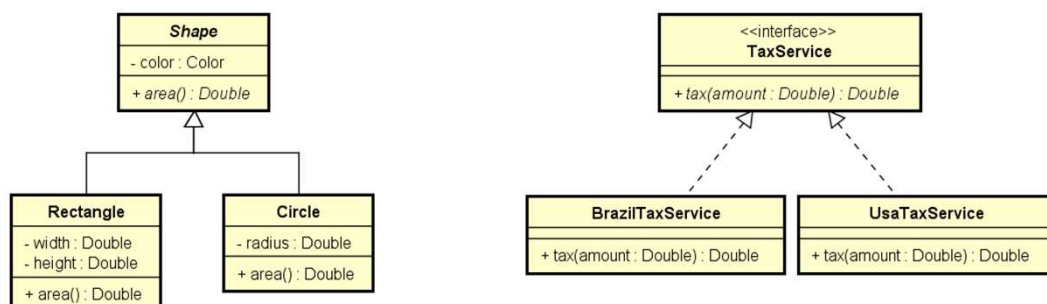 Shape
- color : Color
+ area() : Double
Rectangle
- width : Double
- height : Double
+ area() : Double
Circle
- radius : Double
+ area() : Double
<<interface>>
TaxService
+ tax(amount : Double) : Double
BrazilTaxService
+ tax(amount : Double) : Double
UsaTaxService
+ tax(amount : Double) : Double